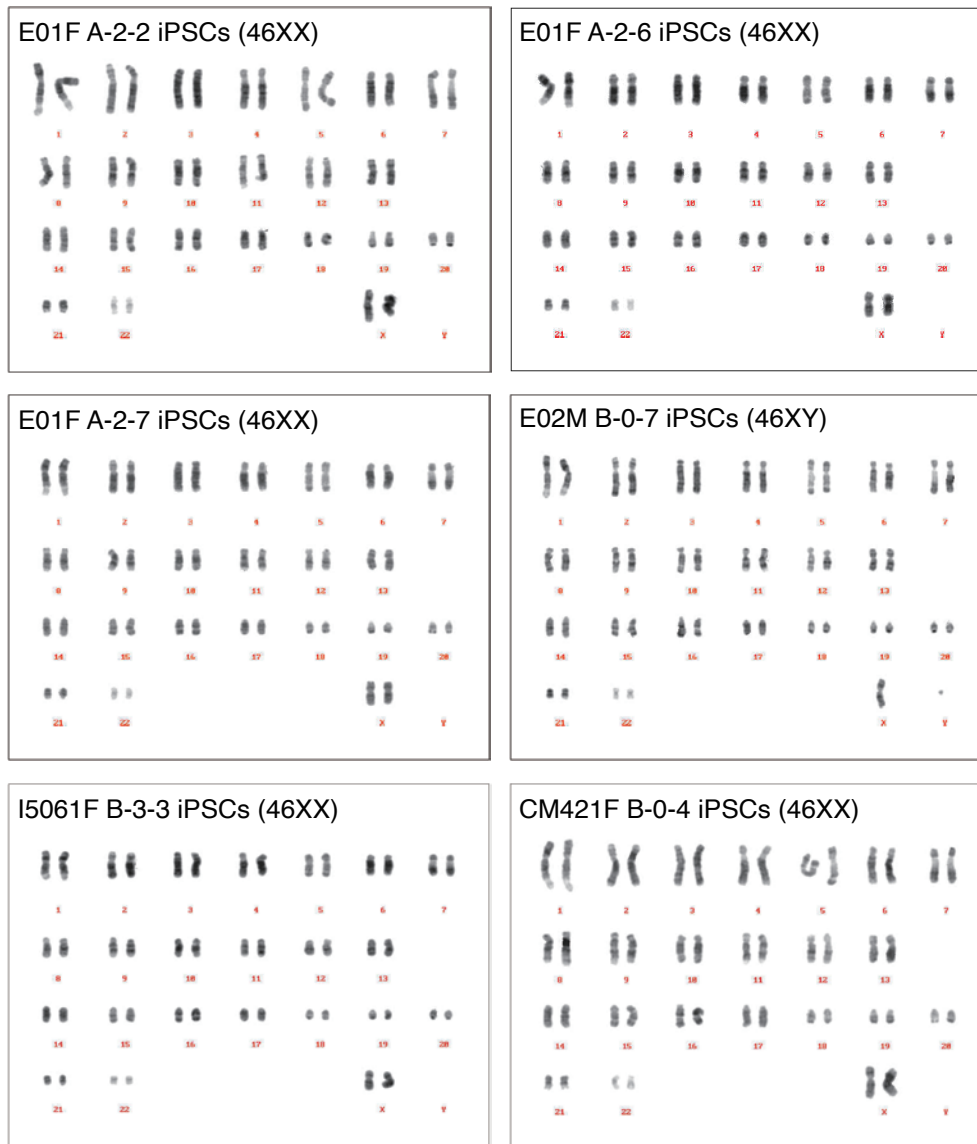 E01F A-2-2 iPSCs (46XX)
1 2 3 4 5 6 7
8 9 10 11 12 13
14 15 16 17 18 19 20
21 22 X Y
E01F A-2-6 iPSCs (46XX)
1 2 3 4 5 6 7
8 9 10 11 12 13
14 15 16 17 18 19 20
21 22 X Y
E01F A-2-7 iPSCs (46XX)
1 2 3 4 5 6 7
8 9 10 11 12 13
14 15 16 17 18 19 20
21 22 X Y
E02M B-0-7 iPSCs (46XY)
1 2 3 4 5 6 7
8 9 10 11 12 13
14 15 16 17 18 19 20
21 22 X Y
I5061F B-3-3 iPSCs (46XX)
1 2 3 4 5 6 7
8 9 10 11 12 13
14 15 16 17 18 19 20
21 22 X Y
CM421F B-0-4 iPSCs (46XX)
1 2 3 4 5 6 7
8 9 10 11 12 13
14 15 16 17 18 19 20
21 22 X Y